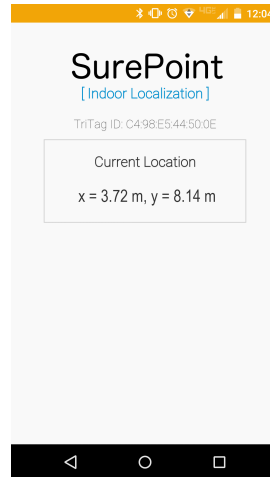 12:04
SurePoint
[ Indoor Localization ]
TriTag ID: C4:98:E5:44:50:0E
Current Location
x = 3.72 m, y = 8.14 m